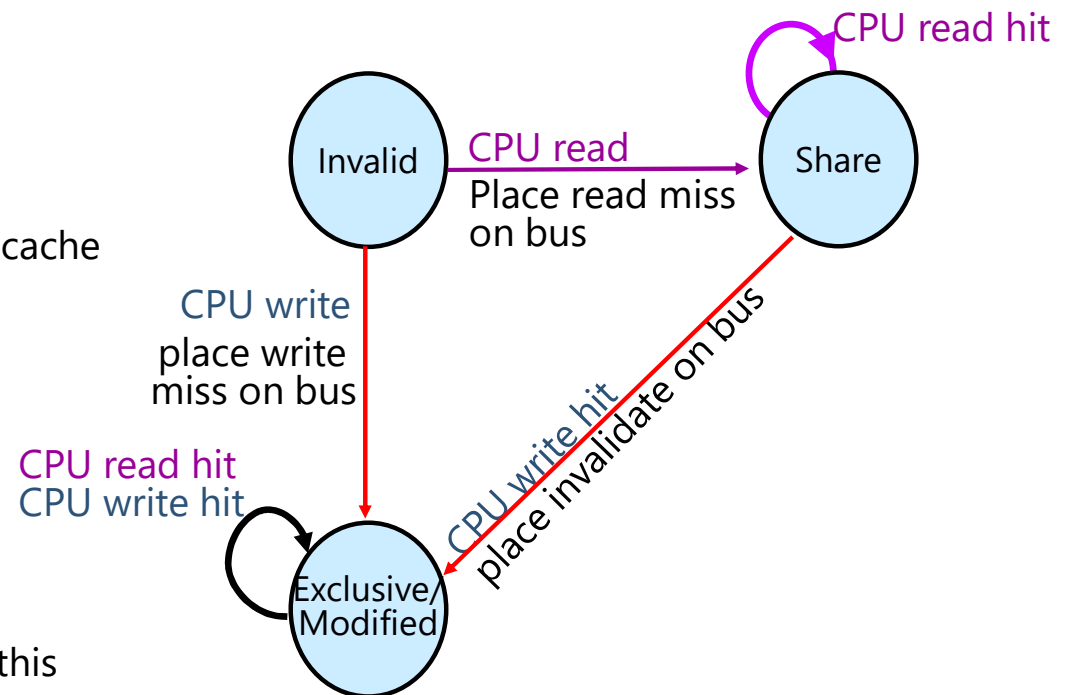 CPU read hit
Invalid
CPU read
Share
Place read miss
on bus
cache
CPU write
place write
miss on bus
CPU write hit
place invalidate on bus
CPU read hit
CPU write hit
Exclusive/
Modified
this